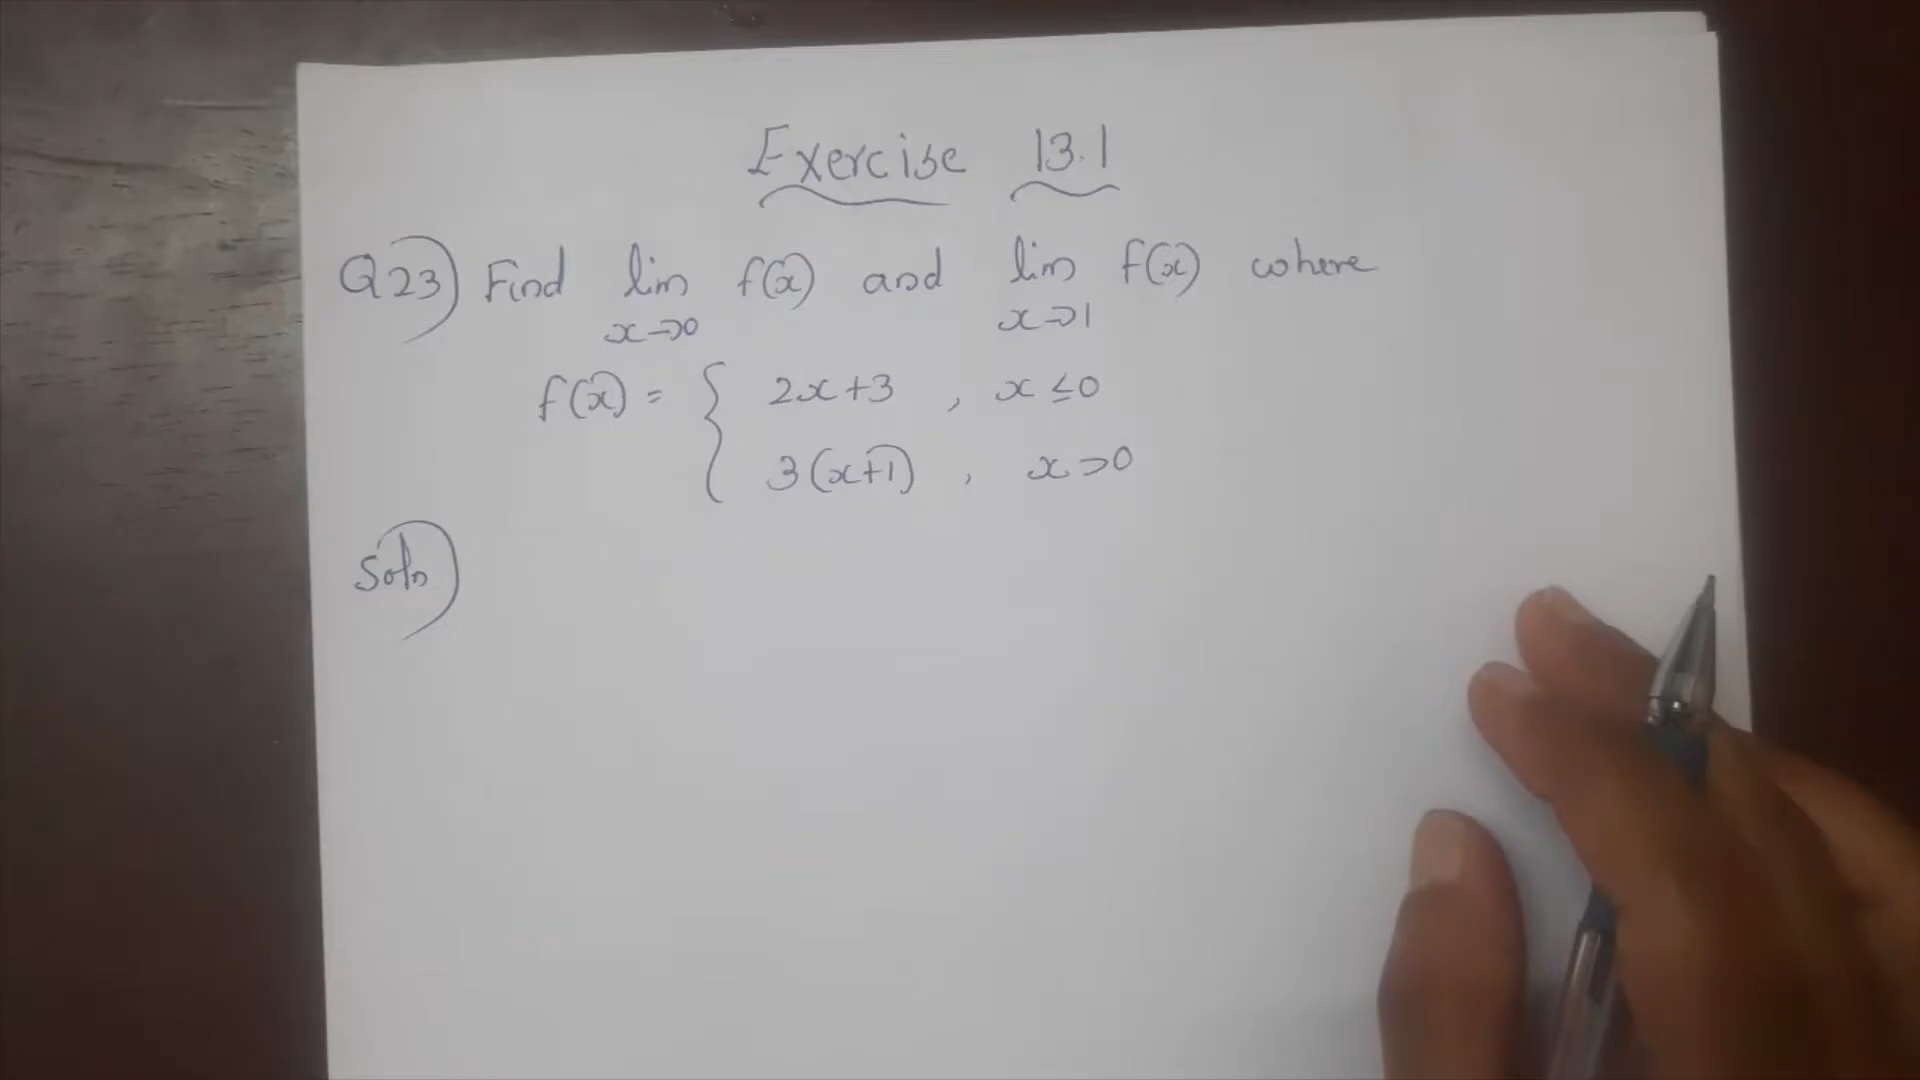 Exercise 13.1
Q23) Find lim f(x) and lim f(x) where
x→0 x→1
f(x) = { 2x+3 , x ≤ 0
3(x+1) , x > 0
Soln)